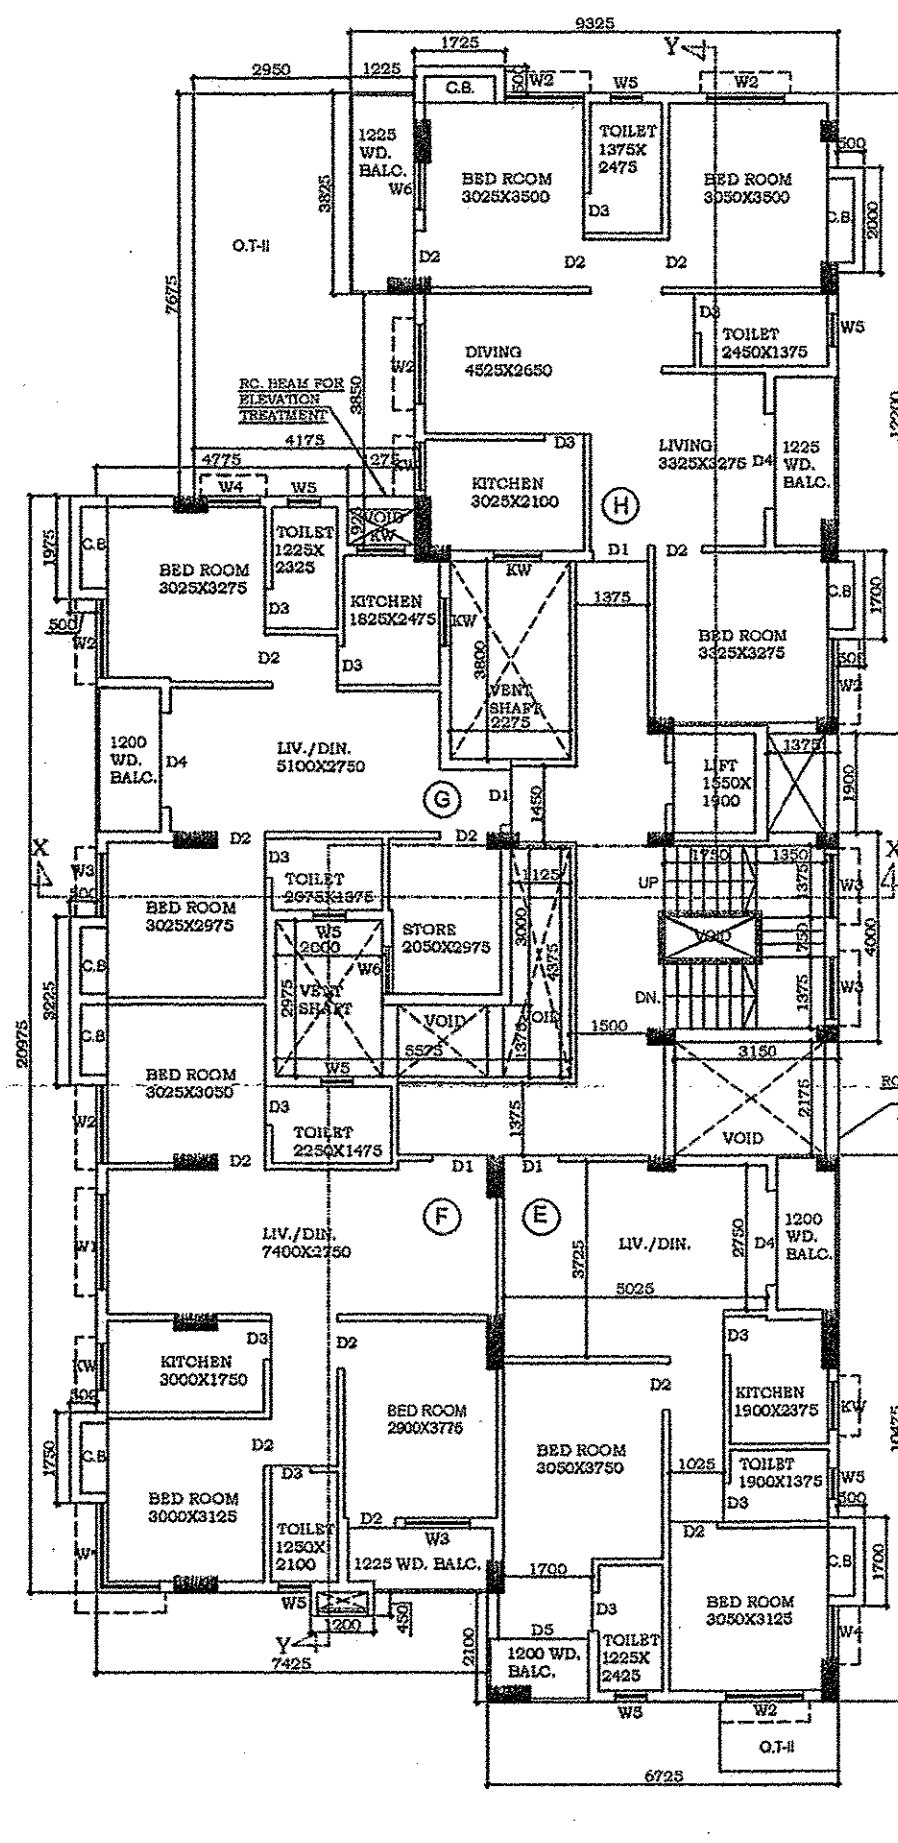 9325
1725
Y
2950
1225
500
W2
W5
W2
C.B.
1225
WD.
BALC.
W6
TOILET
1375X
2475
500
3825
BED ROOM
3025X3500
D3
BED ROOM
3050X3500
C.B.
2000
O.T-II
D2
D2
D2
7675
D3
TOILET
2450X1375
W5
DIVING
4525X2650
W2
RC. BEAM FOR
ELEVATION
TREATMENT
3850
12200
4175
D3
LIVING
3325X3275
D4
1225
WD.
BALC.
4775
1275
KW
KITCHEN
3025X2100
W4
W5
H
VOID
925
KW
D1
D2
1975
C.B
TOILET
1225X
2325
KW
BED ROOM
3025X3275
KITCHEN
1825X2475
1375
C.B
1700
D3
KW
500
W2
D2
D3
3800
BED ROOM
3325X3275
505
W2
VENT
SHAFT
2275
1200
WD.
BALC.
D4
LIV./DIN.
5100X2750
LIFT
1550X
1900
1375
1900
G
D1
1450
D2
D2
X
W3
D3
TOILET
2075X1375
1750
1350
X
500
1125
UP
1375
W3
BED ROOM
3025X2975
STORE
2050X2975
W5
2000
3000
4375
VOID
750
4000
C.B
W6
3225
2975
VENT
SHAFT
DN.
1375
W3
20975
VOID
VOID
1375
1500
C.B
5575
3150
BED ROOM
3025X3050
W5
2175
W2
D3
TOILET
2250X1475
1375
VOID
D2
D1
D1
F
E
W1
LIV./DIN.
7400X2750
3725
LIV./DIN.
2750
D4
1200
WD.
BALC.
5025
D3
D2
D3
KW
KITCHEN
3000X1750
D2
500
BED ROOM
2900X3775
KITCHEN
1900X2375
KW
10475
1750
C.B
D2
BED ROOM
3050X3750
TOILET
1900X1375
W5
D3
1025
D3
500
BED ROOM
3000X3125
D2
D2
TOILET
1250X
2100
W3
1225 WD. BALC.
1700
C.B
1700
W5
D3
BED ROOM
3050X3125
1200
450
2100
D5
TOILET
1225X
2425
W4
Y
7425
1200 WD.
BALC.
W5
W2
O.T-II
6725